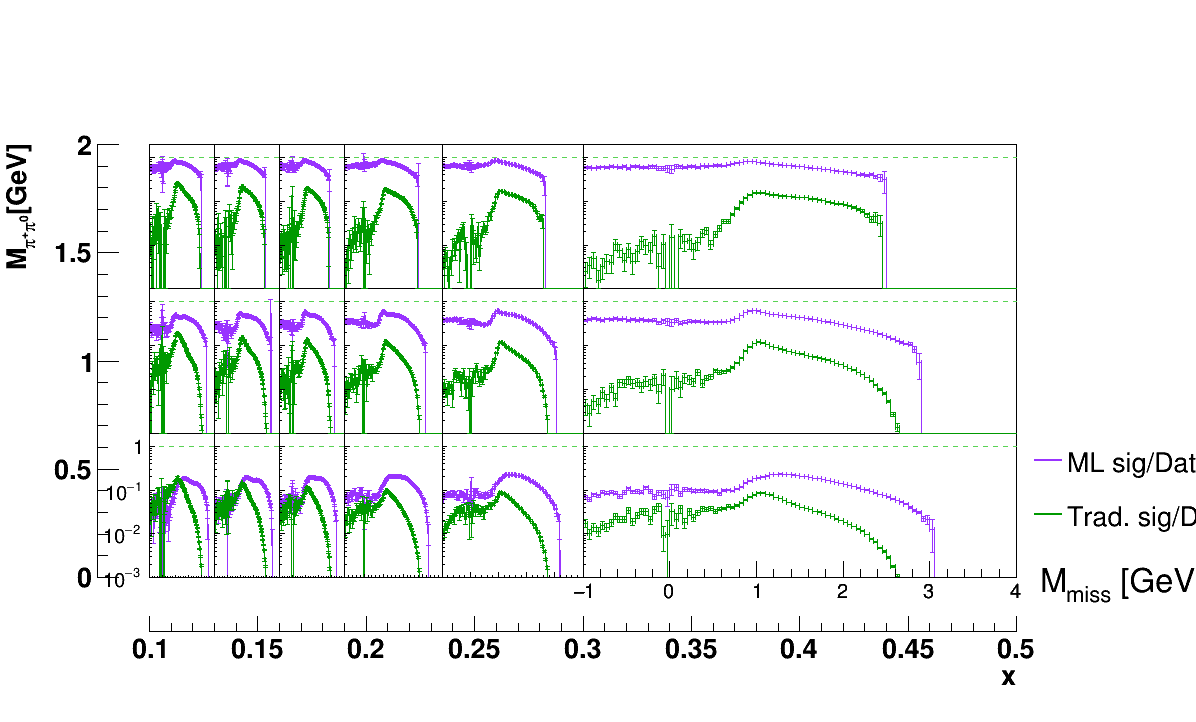 M_{π⁺π⁰}[GeV]
2
1.5
1
0.5
0
1
10⁻¹
10⁻²
10⁻³
ML sig/Dat
Trad. sig/D
−1 0 1 2 3 4
M_{miss} [GeV
0.1 0.15 0.2 0.25 0.3 0.35 0.4 0.45 0.5
x